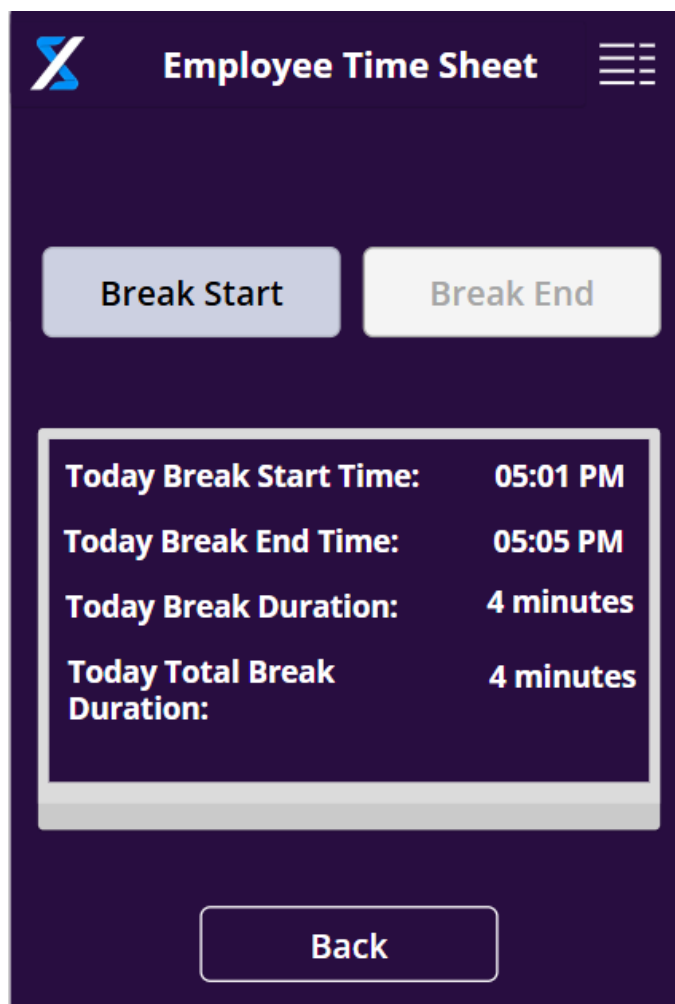 Employee Time Sheet
Break Start
Break End
Today Break Start Time: 05:01 PM
Today Break End Time: 05:05 PM
Today Break Duration: 4 minutes
Today Total Break 4 minutes
Duration:
Back